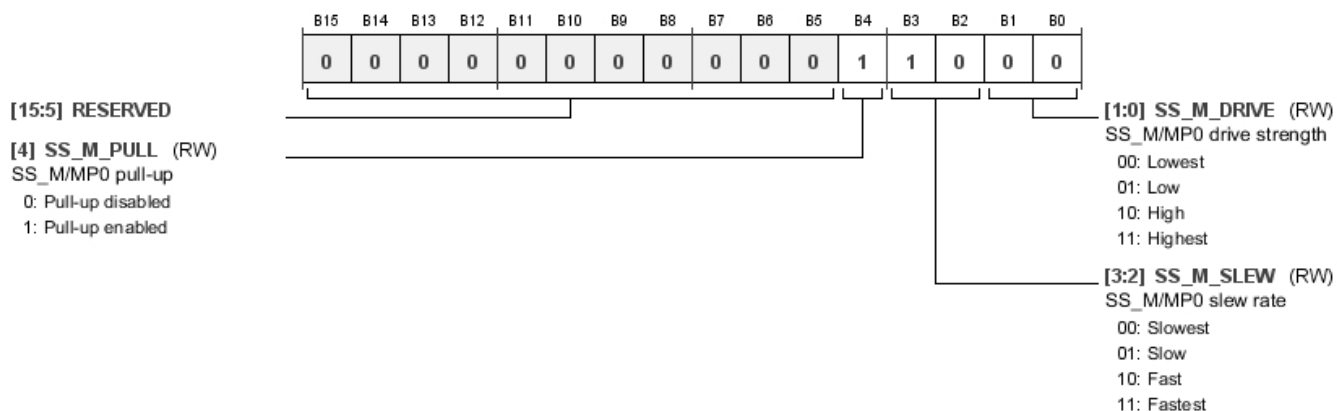 B15 B14 B13 B12 B11 B10 B9 B8 B7 B6 B5 B4 B3 B2 B1 B0
0 0 0 0 0 0 0 0 0 0 0 1 1 0 0 0
[15:5] RESERVED
[4] SS_M_PULL (RW)
SS_M/MP0 pull-up
0: Pull-up disabled
1: Pull-up enabled
[1:0] SS_M_DRIVE (RW)
SS_M/MP0 drive strength
00: Lowest
01: Low
10: High
11: Highest
[3:2] SS_M_SLEW (RW)
SS_M/MP0 slew rate
00: Slowest
01: Slow
10: Fast
11: Fastest